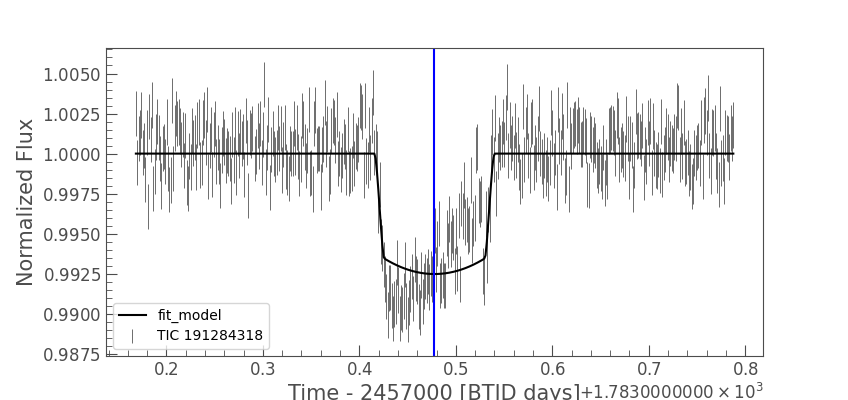 Normalized Flux
1.0050
1.0025
1.0000
0.9975
0.9950
0.9925
0.9900
0.9875
fit_model
TIC 191284318
0.2 0.3 0.4 0.5 0.6 0.7 0.8
Time - 2457000 [BTJD days]
+1.7830000000 × 10³